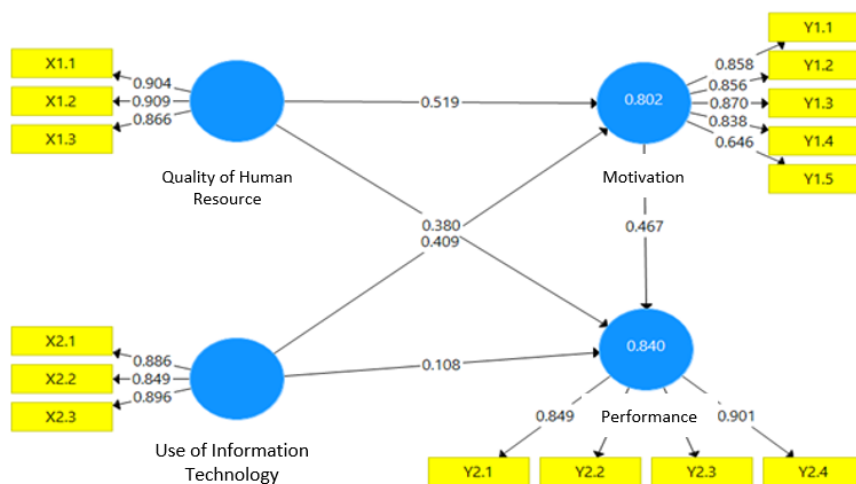 Y1.1
X1.1
0.858
Y1.2
0.904
0.856
X1.2
0.909
0.519
0.802
0.870
Y1.3
0.866
0.838
X1.3
0.646
Y1.4
Quality of Human
Resource
Motivation
Y1.5
0.380
0.409
0.467
X2.1
0.886
0.840
X2.2
0.849
0.108
0.896
X2.3
0.849
Performance
0.901
Use of Information
Technology
Y2.1
Y2.2
Y2.3
Y2.4